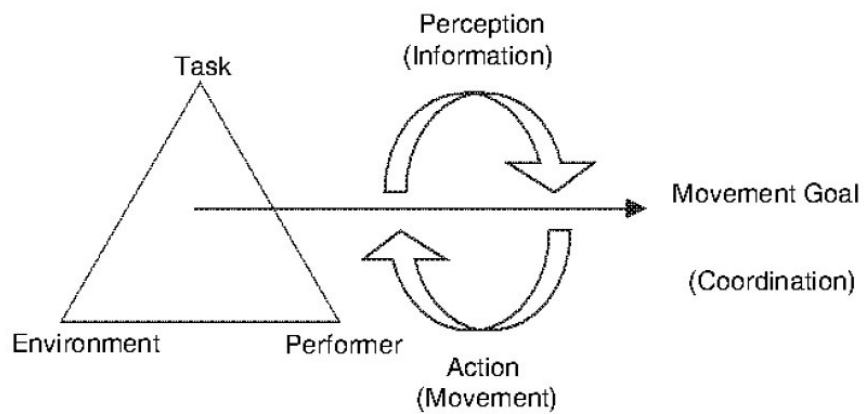 Perception
(Information)
Task
Movement Goal
(Coordination)
Environment
Performer
Action
(Movement)